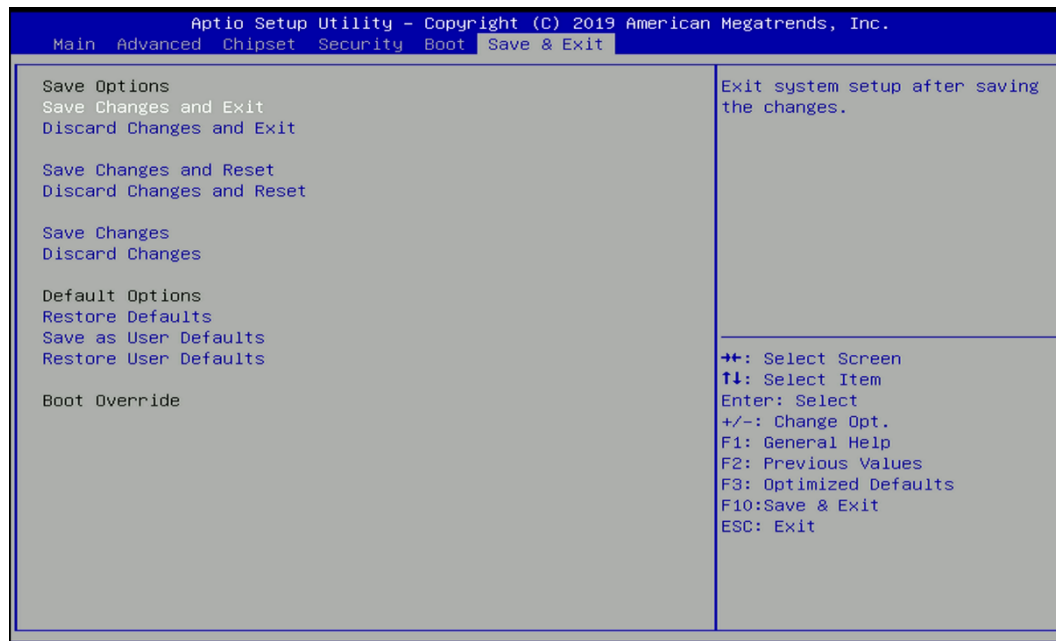 Aptio Setup Utility – Copyright (C) 2019 American Megatrends, Inc.
Main Advanced Chipset Security Boot Save & Exit
Save Options
Save Changes and Exit
Discard Changes and Exit
Save Changes and Reset
Discard Changes and Reset
Save Changes
Discard Changes
Default Options
Restore Defaults
Save as User Defaults
Restore User Defaults
Boot Override
Exit system setup after saving
the changes.
→←: Select Screen
↑↓: Select Item
Enter: Select
+/-: Change Opt.
F1: General Help
F2: Previous Values
F3: Optimized Defaults
F10:Save & Exit
ESC: Exit